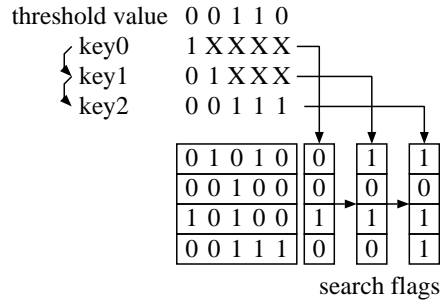 threshold value 0 0 1 1 0
key0 1 X X X X
key1 0 1 X X X
key2 0 0 1 1 1
0 1 0 1 0 0 1 1
0 0 1 0 0 0 0 0
1 0 1 0 0 1 1 1
0 0 1 1 1 0 0 1
search flags